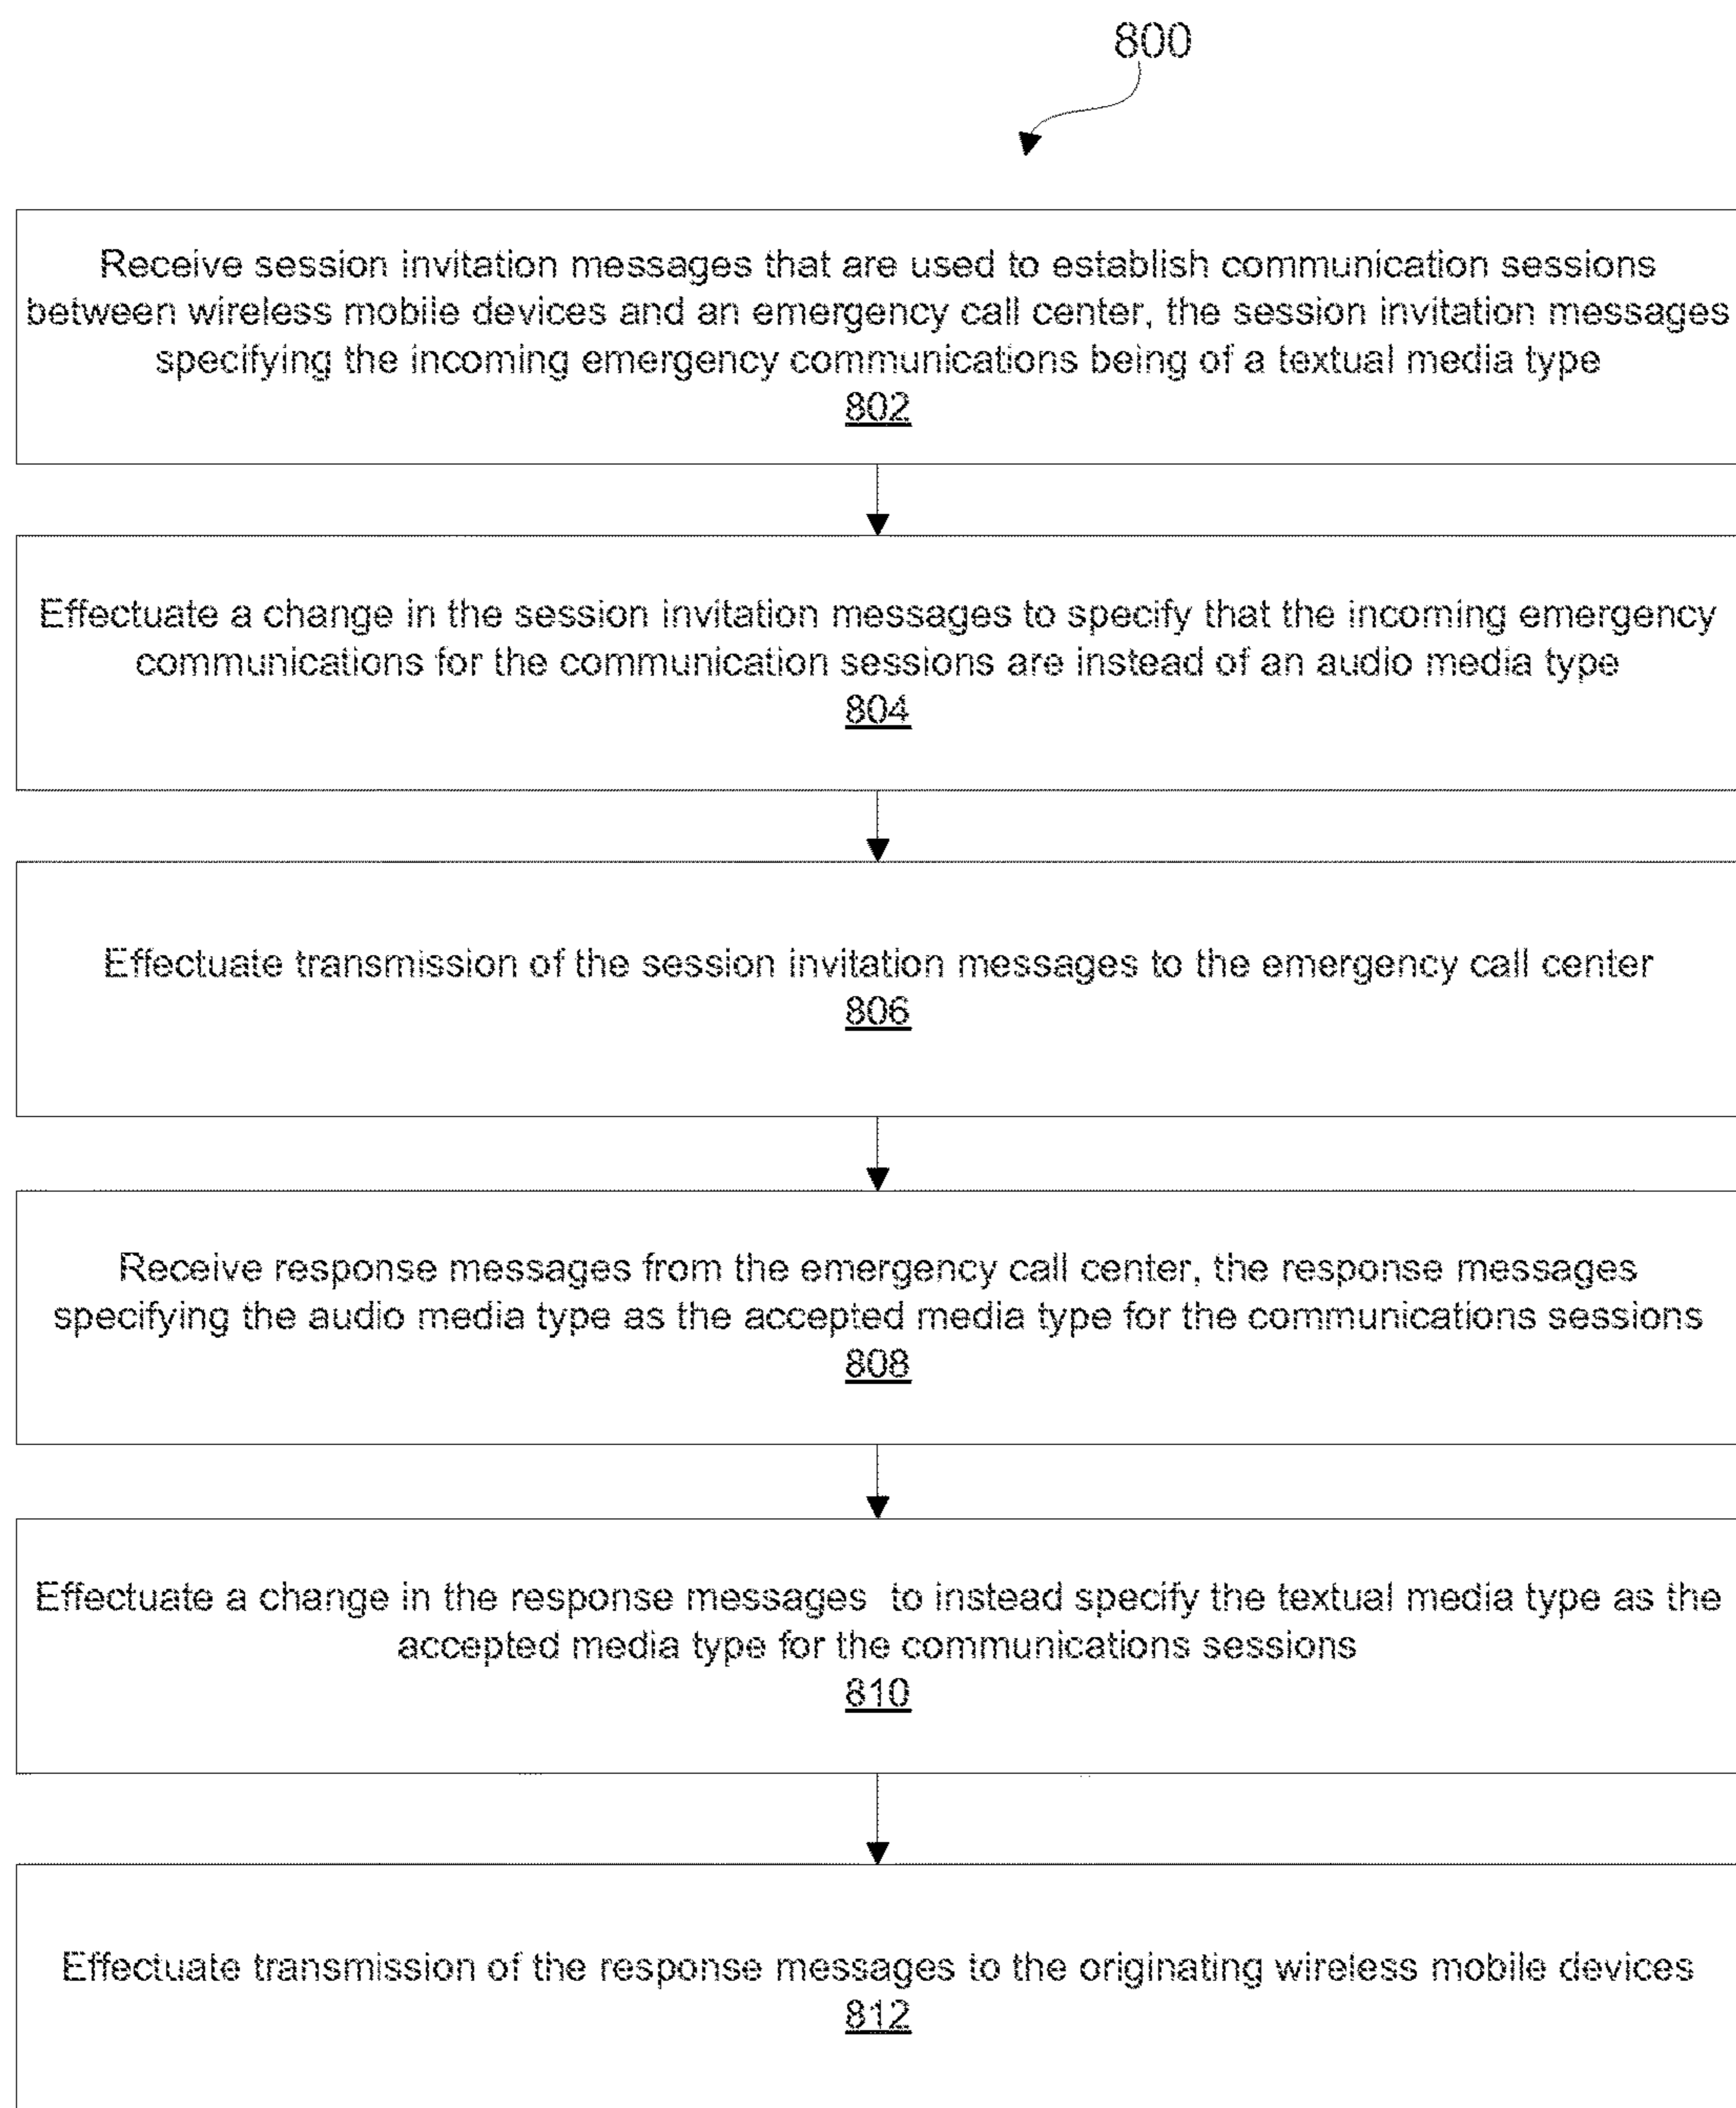 800
Receive session invitation messages that are used to establish communication sessions
between wireless mobile devices and an emergency call center, the session invitation messages
specifying the incoming emergency communications being of a textual media type
802
Effectuate a change in the session invitation messages to specify that the incoming emergency
communications for the communication sessions are instead of an audio media type
804
Effectuate transmission of the session invitation messages to the emergency call center
806
Receive response messages from the emergency call center, the response messages
specifying the audio media type as the accepted media type for the communications sessions
808
Effectuate a change in the response messages to instead specify the textual media type as the
accepted media type for the communications sessions
810
Effectuate transmission of the response messages to the originating wireless mobile devices
812